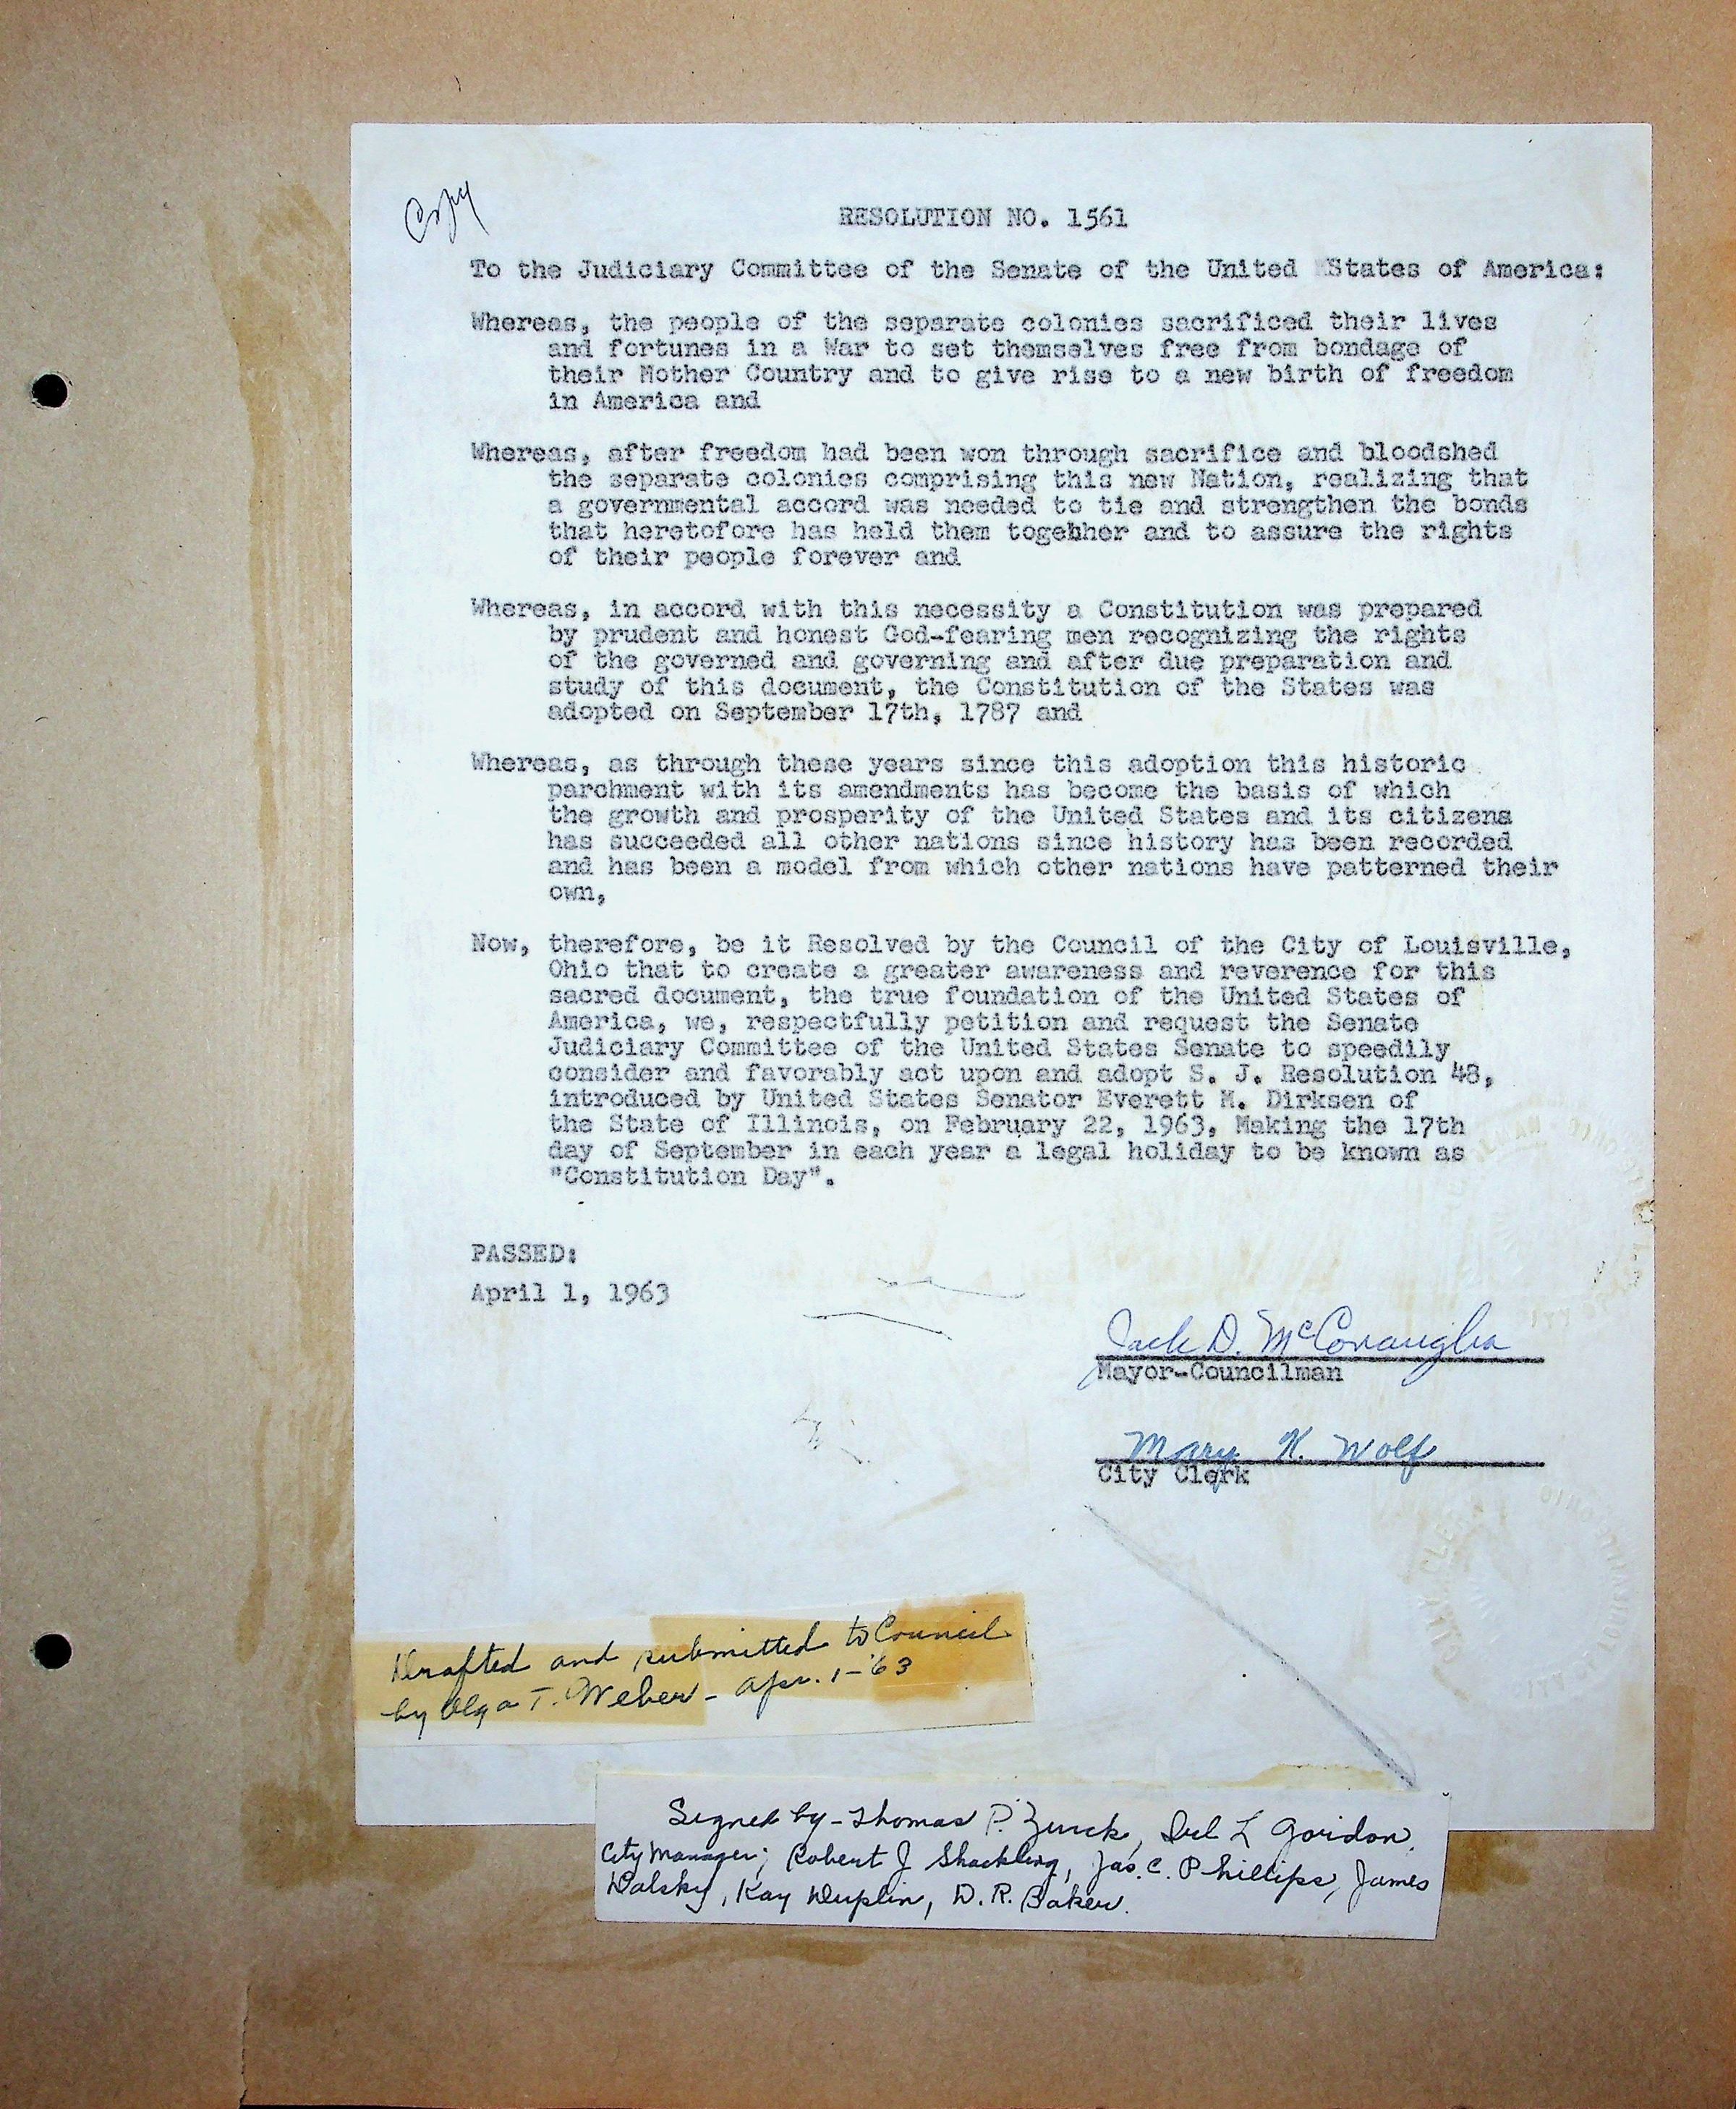 Copy
RESOLUTION NO. 1561
To the Judiciary Committee of the Senate of the United States of America:
Whereas, the people of the separate colonies sacrificed their lives
and fortunes in a War to set themselves free from bondage of
their Mother Country and to give rise to a new birth of freedom
in America and
Whereas, after freedom had been won through sacrifice and bloodshed
the separate colonies comprising this new Nation, realizing that
a governmental accord was needed to tie and strengthen the bonds
that heretofore has held them togehher and to assure the rights
of their people forever and
Whereas, in accord with this necessity a Constitution was prepared
by prudent and honest God-fearing men recognizing the rights
of the governed and governing and after due preparation and
study of this document, the Constitution of the States was
adopted on September 17th, 1787 and
Whereas, as through these years since this adoption this historic
parchment with its amendments has become the basis of which
the growth and prosperity of the United States and its citizens
has succeeded all other nations since history has been recorded
and has been a model from which other nations have patterned their
own,
Now, therefore, be it Resolved by the Council of the City of Louisville,
Ohio that to create a greater awareness and reverence for this
sacred document, the true foundation of the United States of
America, we, respectfully petition and request the Senate
Judiciary Committee of the United States Senate to speedily
consider and favorably act upon and adopt S. J. Resolution 48,
introduced by United States Senator Everett M. Dirksen of
the State of Illinois, on February 22, 1963, Making the 17th
day of September in each year a legal holiday to be known as
"Constitution Day".
PASSED:
April 1, 1963
Jack D.
Mayor-Councilman
Mary K. Wolf
City Clerk
Drafted and submitted to Council
by Olga T. Weber - Apr. 1-'63
Signed by - Thomas P. Zwick, L Gordon
City Manager; Robert J Shackling, Jas. C. Phillips, James
Walsky, Kay Duplin, D. R. Baker.